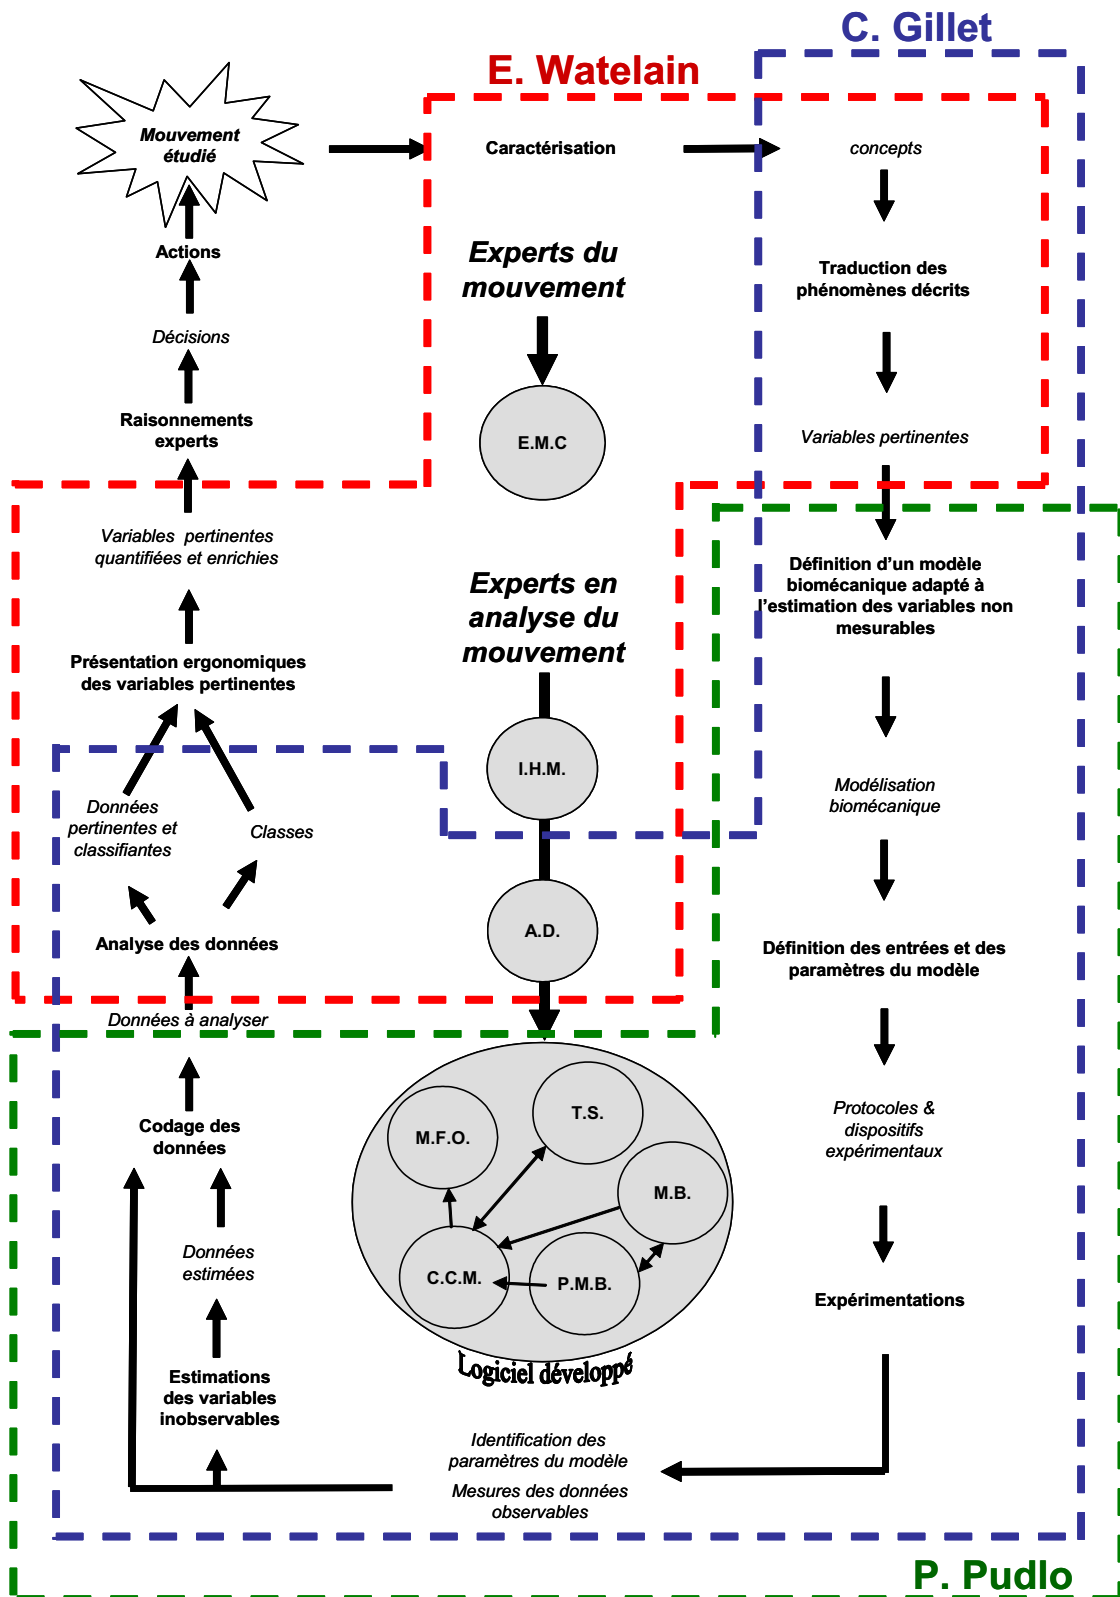 C. Gillet
E. Watelain
Mouvement
étudié
Caractérisation
concepts
Actions
Experts du
mouvement
Traduction des
phénomènes décrits
Décisions
Raisonnements
experts
E.M.C
Variables pertinentes
Variables pertinentes
quantifiées et enrichies
Experts en
analyse du
mouvement
Définition d'un modèle
biomécanique adapté à
l'estimation des variables non
mesurables
Présentation ergonomiques
des variables pertinentes
I.H.M.
Modélisation
biomécanique
Données
pertinentes et
classifiantes
Classes
A.D.
Analyse des données
Définition des entrées et des
paramètres du modèle
Données à analyser
Codage des
données
M.F.O.
T.S.
M.B.
C.C.M.
P.M.B.
Logiciel développé
Protocoles &
dispositifs
expérimentaux
Données
estimées
Expérimentations
Estimations
des variables
inobservables
Identification des
paramètres du modèle
Mesures des données
observables
P. Pudlo